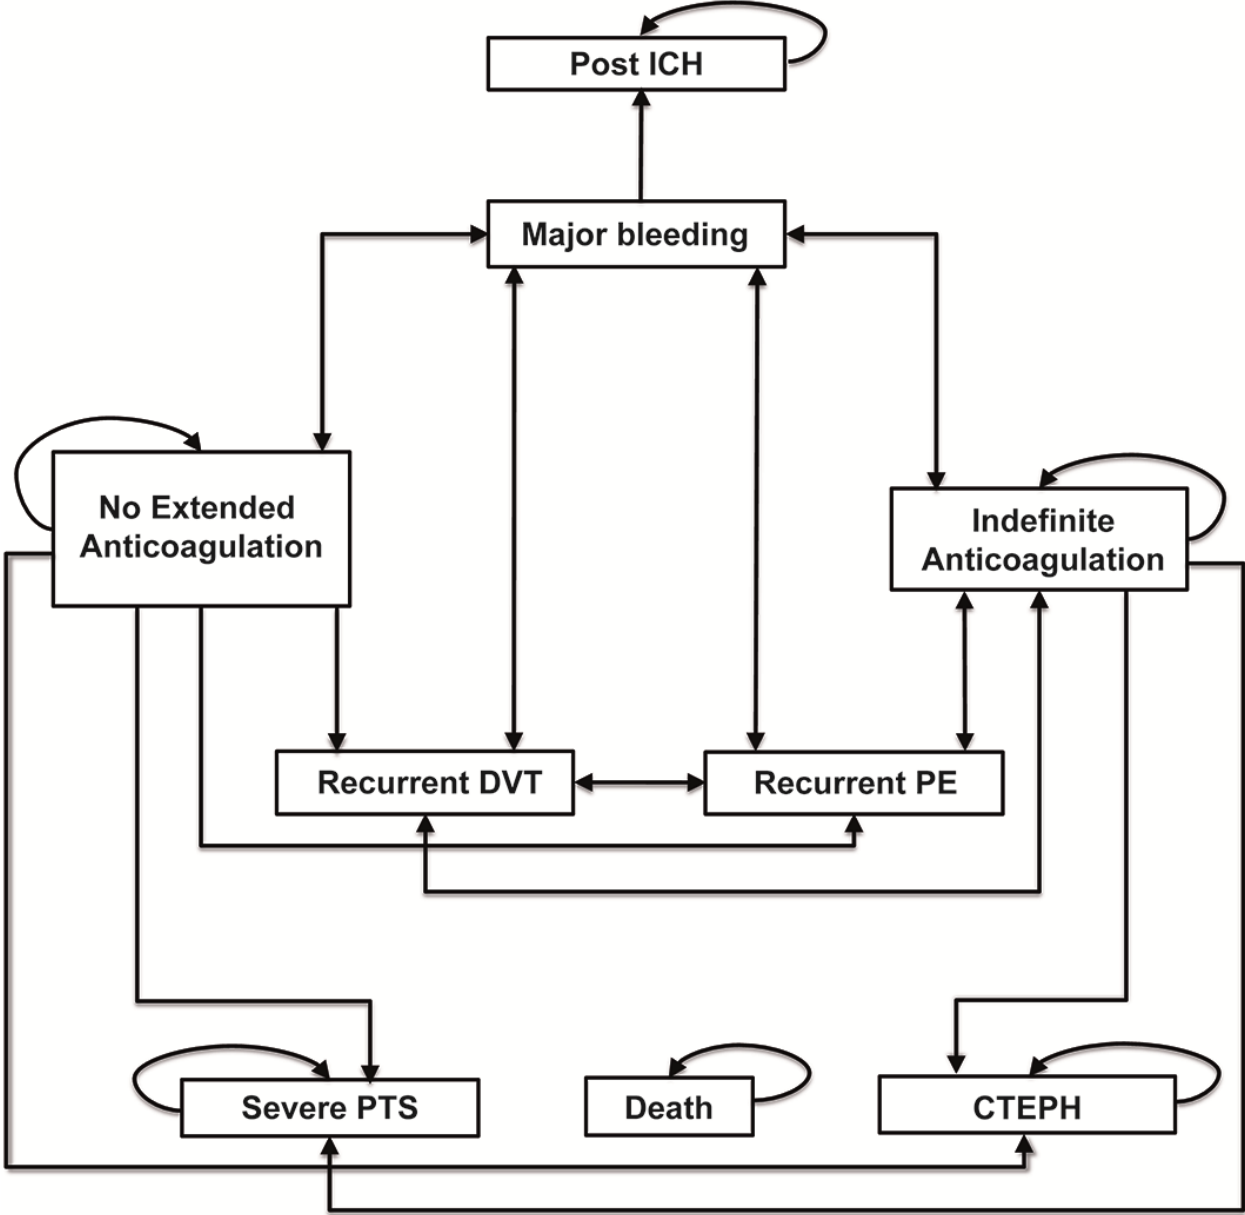 Post ICH
Major bleeding
No Extended
Anticoagulation
Indefinite
Anticoagulation
Recurrent DVT
Recurrent PE
Severe PTS
Death
CTEPH